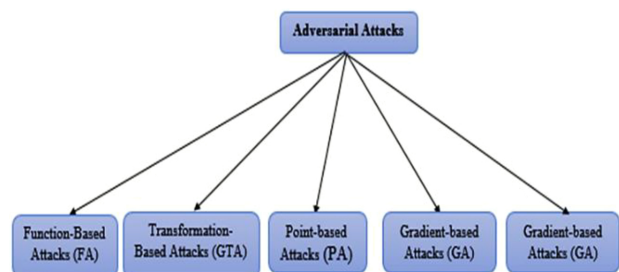 Adversarial Attacks
Function-Based
Attacks (FA)
Transformation-
Based Attacks (GTA)
Point-based
Attacks (PA)
Gradient-based
Attacks (GA)
Gradient-based
Attacks (GA)